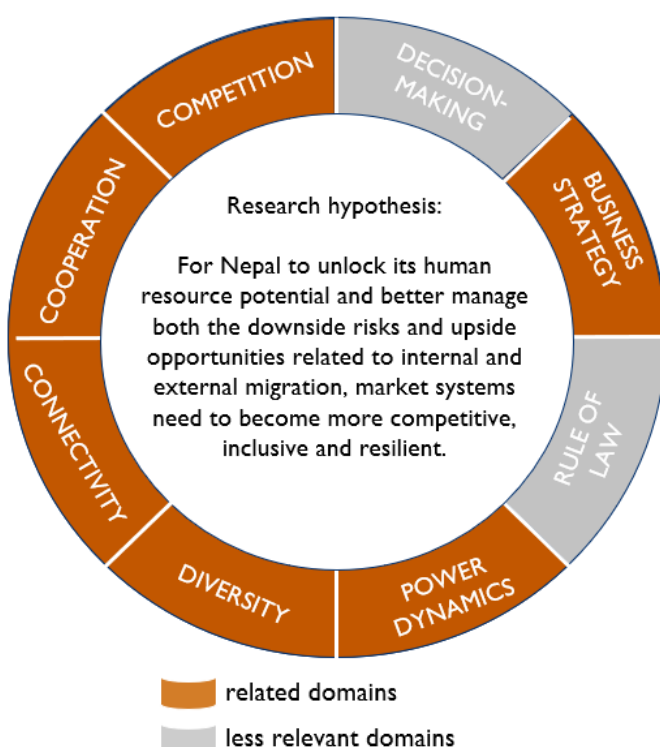 COMPETITION
DECISION-
MAKING
BUSINESS
STRATEGY
RULE OF
LAW
POWER
DYNAMICS
DIVERSITY
CONNECTIVITY
COOPERATION
Research hypothesis:
For Nepal to unlock its human
resource potential and better manage
both the downside risks and upside
opportunities related to internal and
external migration, market systems
need to become more competitive,
inclusive and resilient.
related domains
less relevant domains